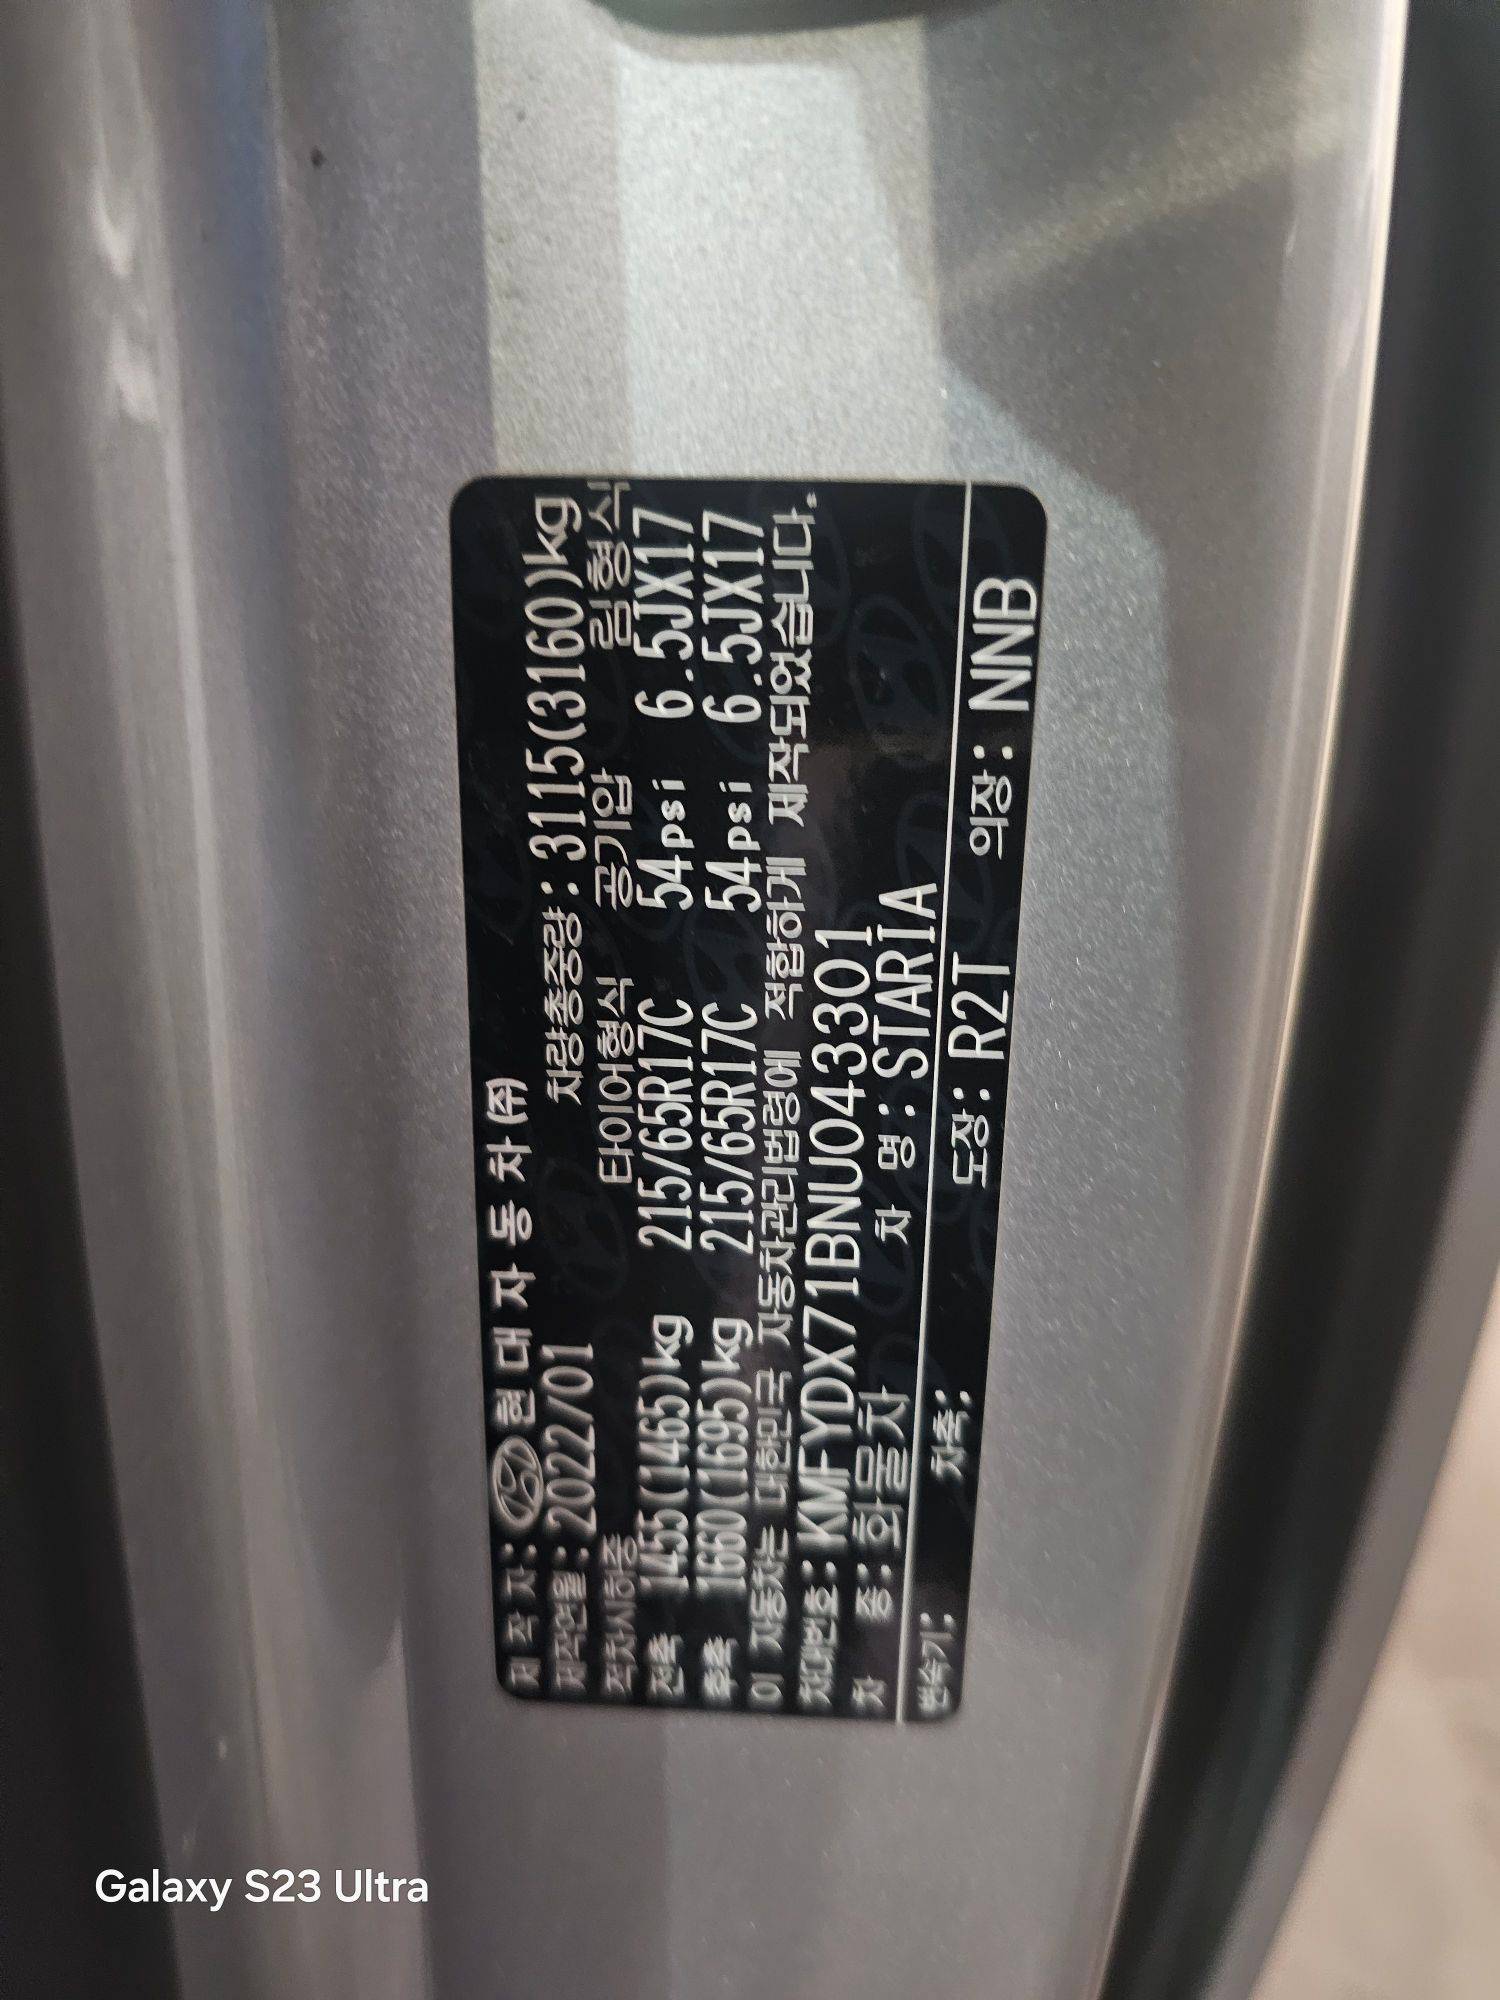 제 작 자: 현 대 자 동 차 ㈜
제작연월: 2022/01 차량총중량: 3115(3160)kg
적차시하중 타이어형식 공기압 림형식
전축 1455(1465)kg 215/65R17C 54psi 6.5JX17
후축 1660(1695)kg 215/65R17C 54psi 6.5JX17
이 자동차는 대한민국 자동차관리법령에 적합하게 제작되었습니다.
차대번호: KMFYDX71BNU043301
차 종: 화물차 차 명: STARIA
변속기: 차축: 도장: R2T 의장: NNB
Galaxy S23 Ultra